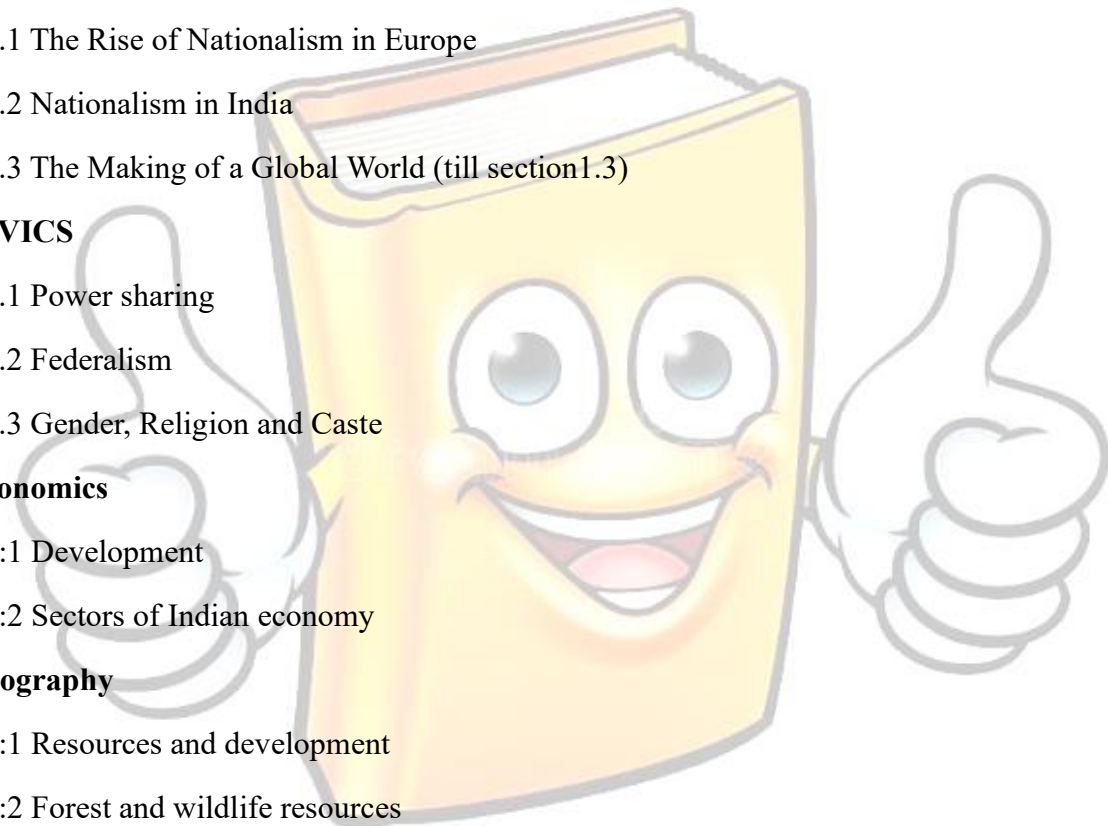 .1 The Rise of Nationalism in Europe
.2 Nationalism in India
.3 The Making of a Global World (till section1.3)
VICS
.1 Power sharing
.2 Federalism
.3 Gender, Religion and Caste
onomics
:1 Development
:2 Sectors of Indian economy
ography
:1 Resources and development
:2 Forest and wildlife resources